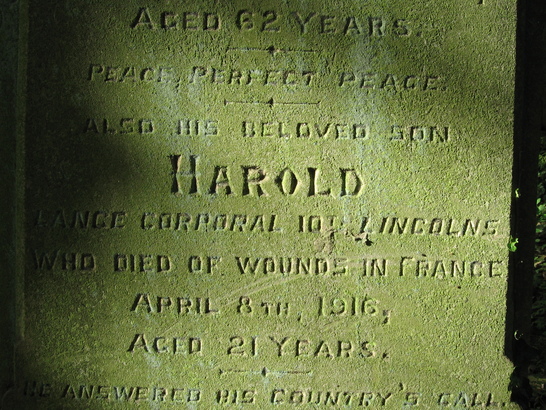 AGED 62 YEARS.
PEACE, PERFECT PEACE.
ALSO HIS BELOVED SON
HAROLD
LANCE CORPORAL 10TH LINCOLNS.
WHO DIED OF WOUNDS IN FRANCE
APRIL 8TH, 1916,
AGED 21 YEARS.
HE ANSWERED HIS COUNTRY'S CALL.